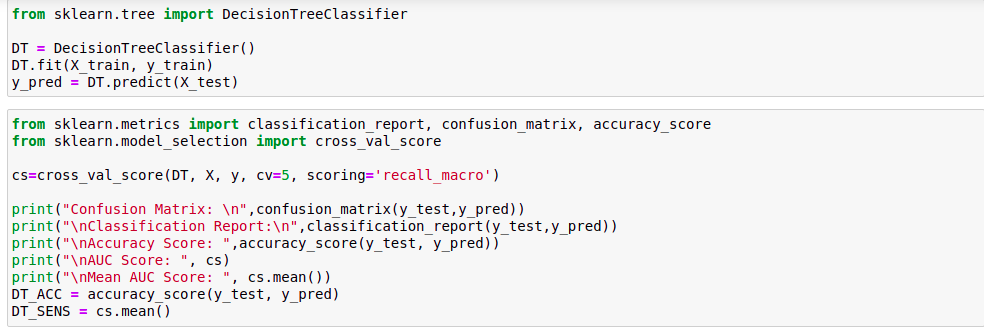 from sklearn.tree import DecisionTreeClassifier
DT = DecisionTreeClassifier()
DT.fit(X_train, y_train)
y_pred = DT.predict(X_test)
from sklearn.metrics import classification_report, confusion_matrix, accuracy_score
from sklearn.model_selection import cross_val_score
cs=cross_val_score(DT, X, y, cv=5, scoring='recall_macro')
print("Confusion Matrix: \n",confusion_matrix(y_test,y_pred))
print("\nClassification Report:\n",classification_report(y_test,y_pred))
print("\nAccuracy Score: ",accuracy_score(y_test, y_pred))
print("\nAUC Score: ", cs)
print("\nMean AUC Score: ", cs.mean())
DT_ACC = accuracy_score(y_test, y_pred)
DT_SENS = cs.mean()